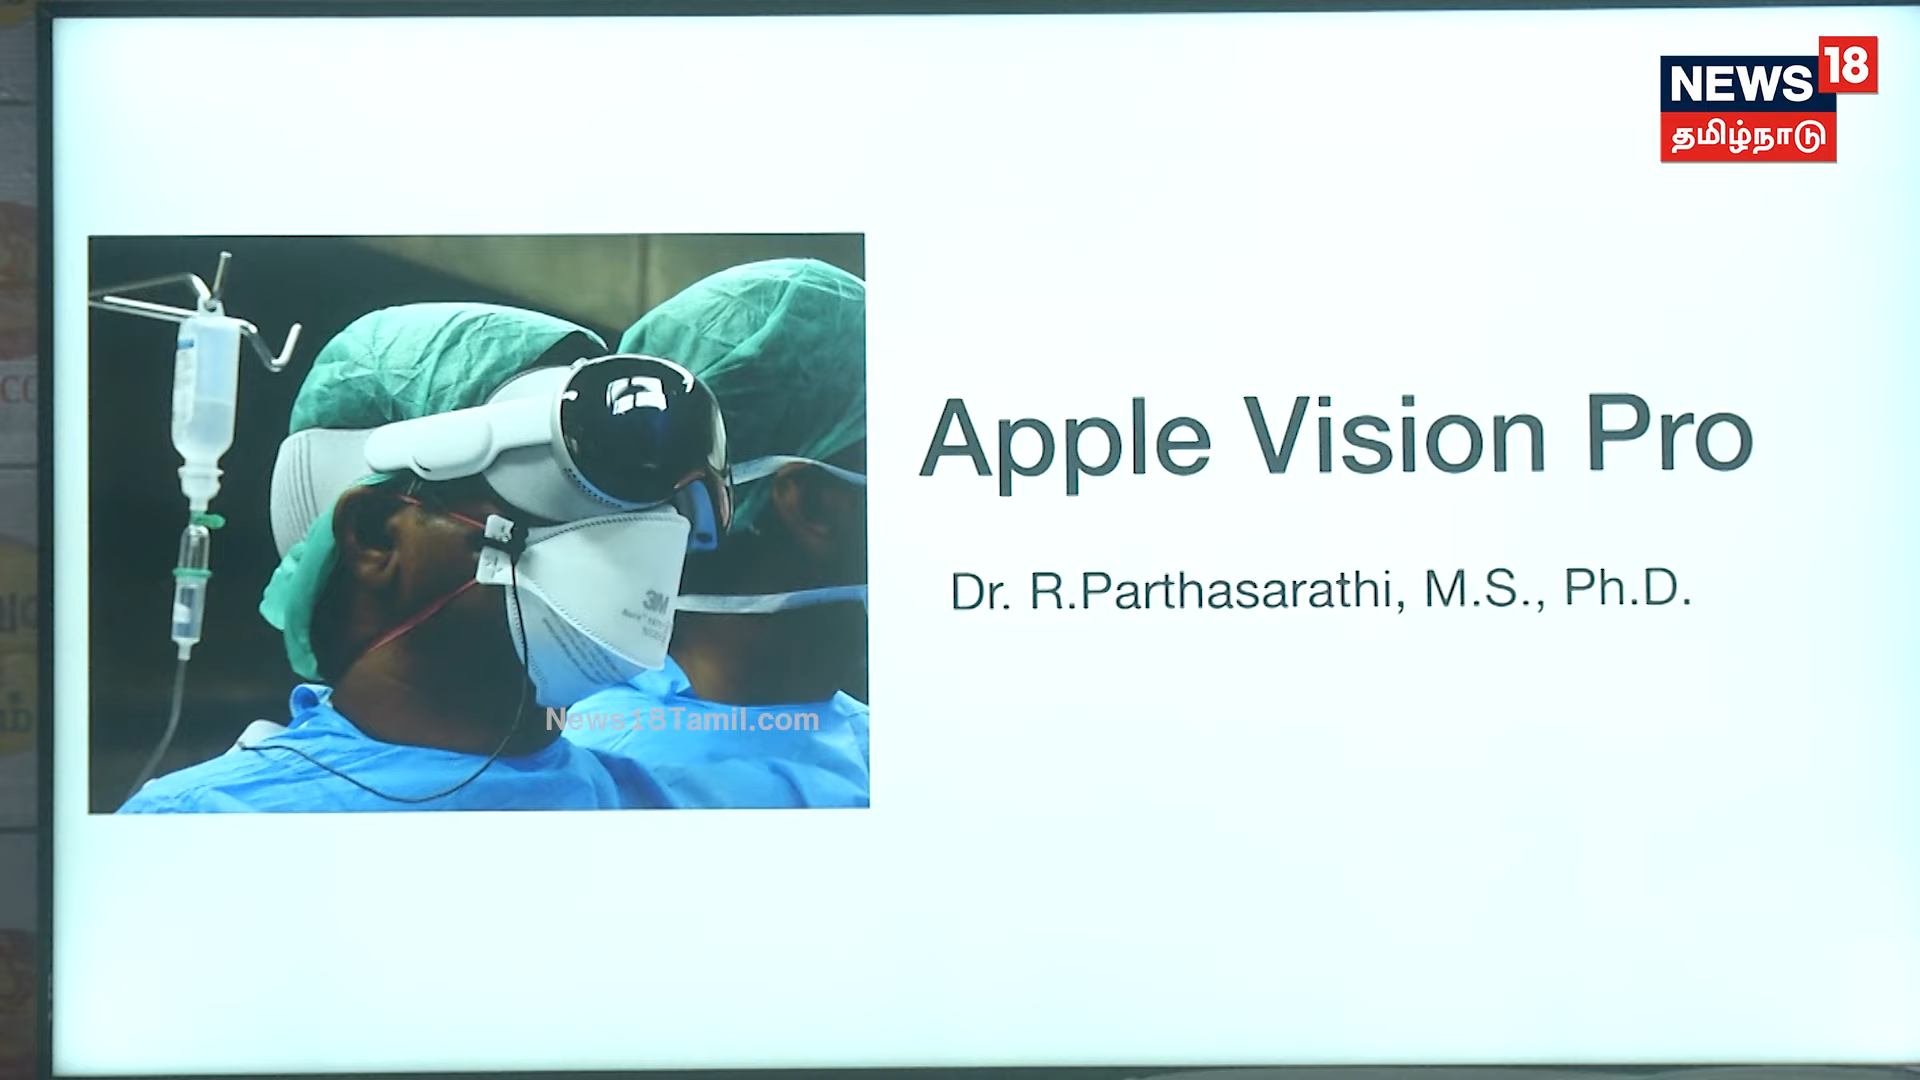 NEWS 18
தமிழ்நாடு
Apple Vision Pro
Dr. R.Parthasarathi, M.S., Ph.D.
3M
News18Tamil.com